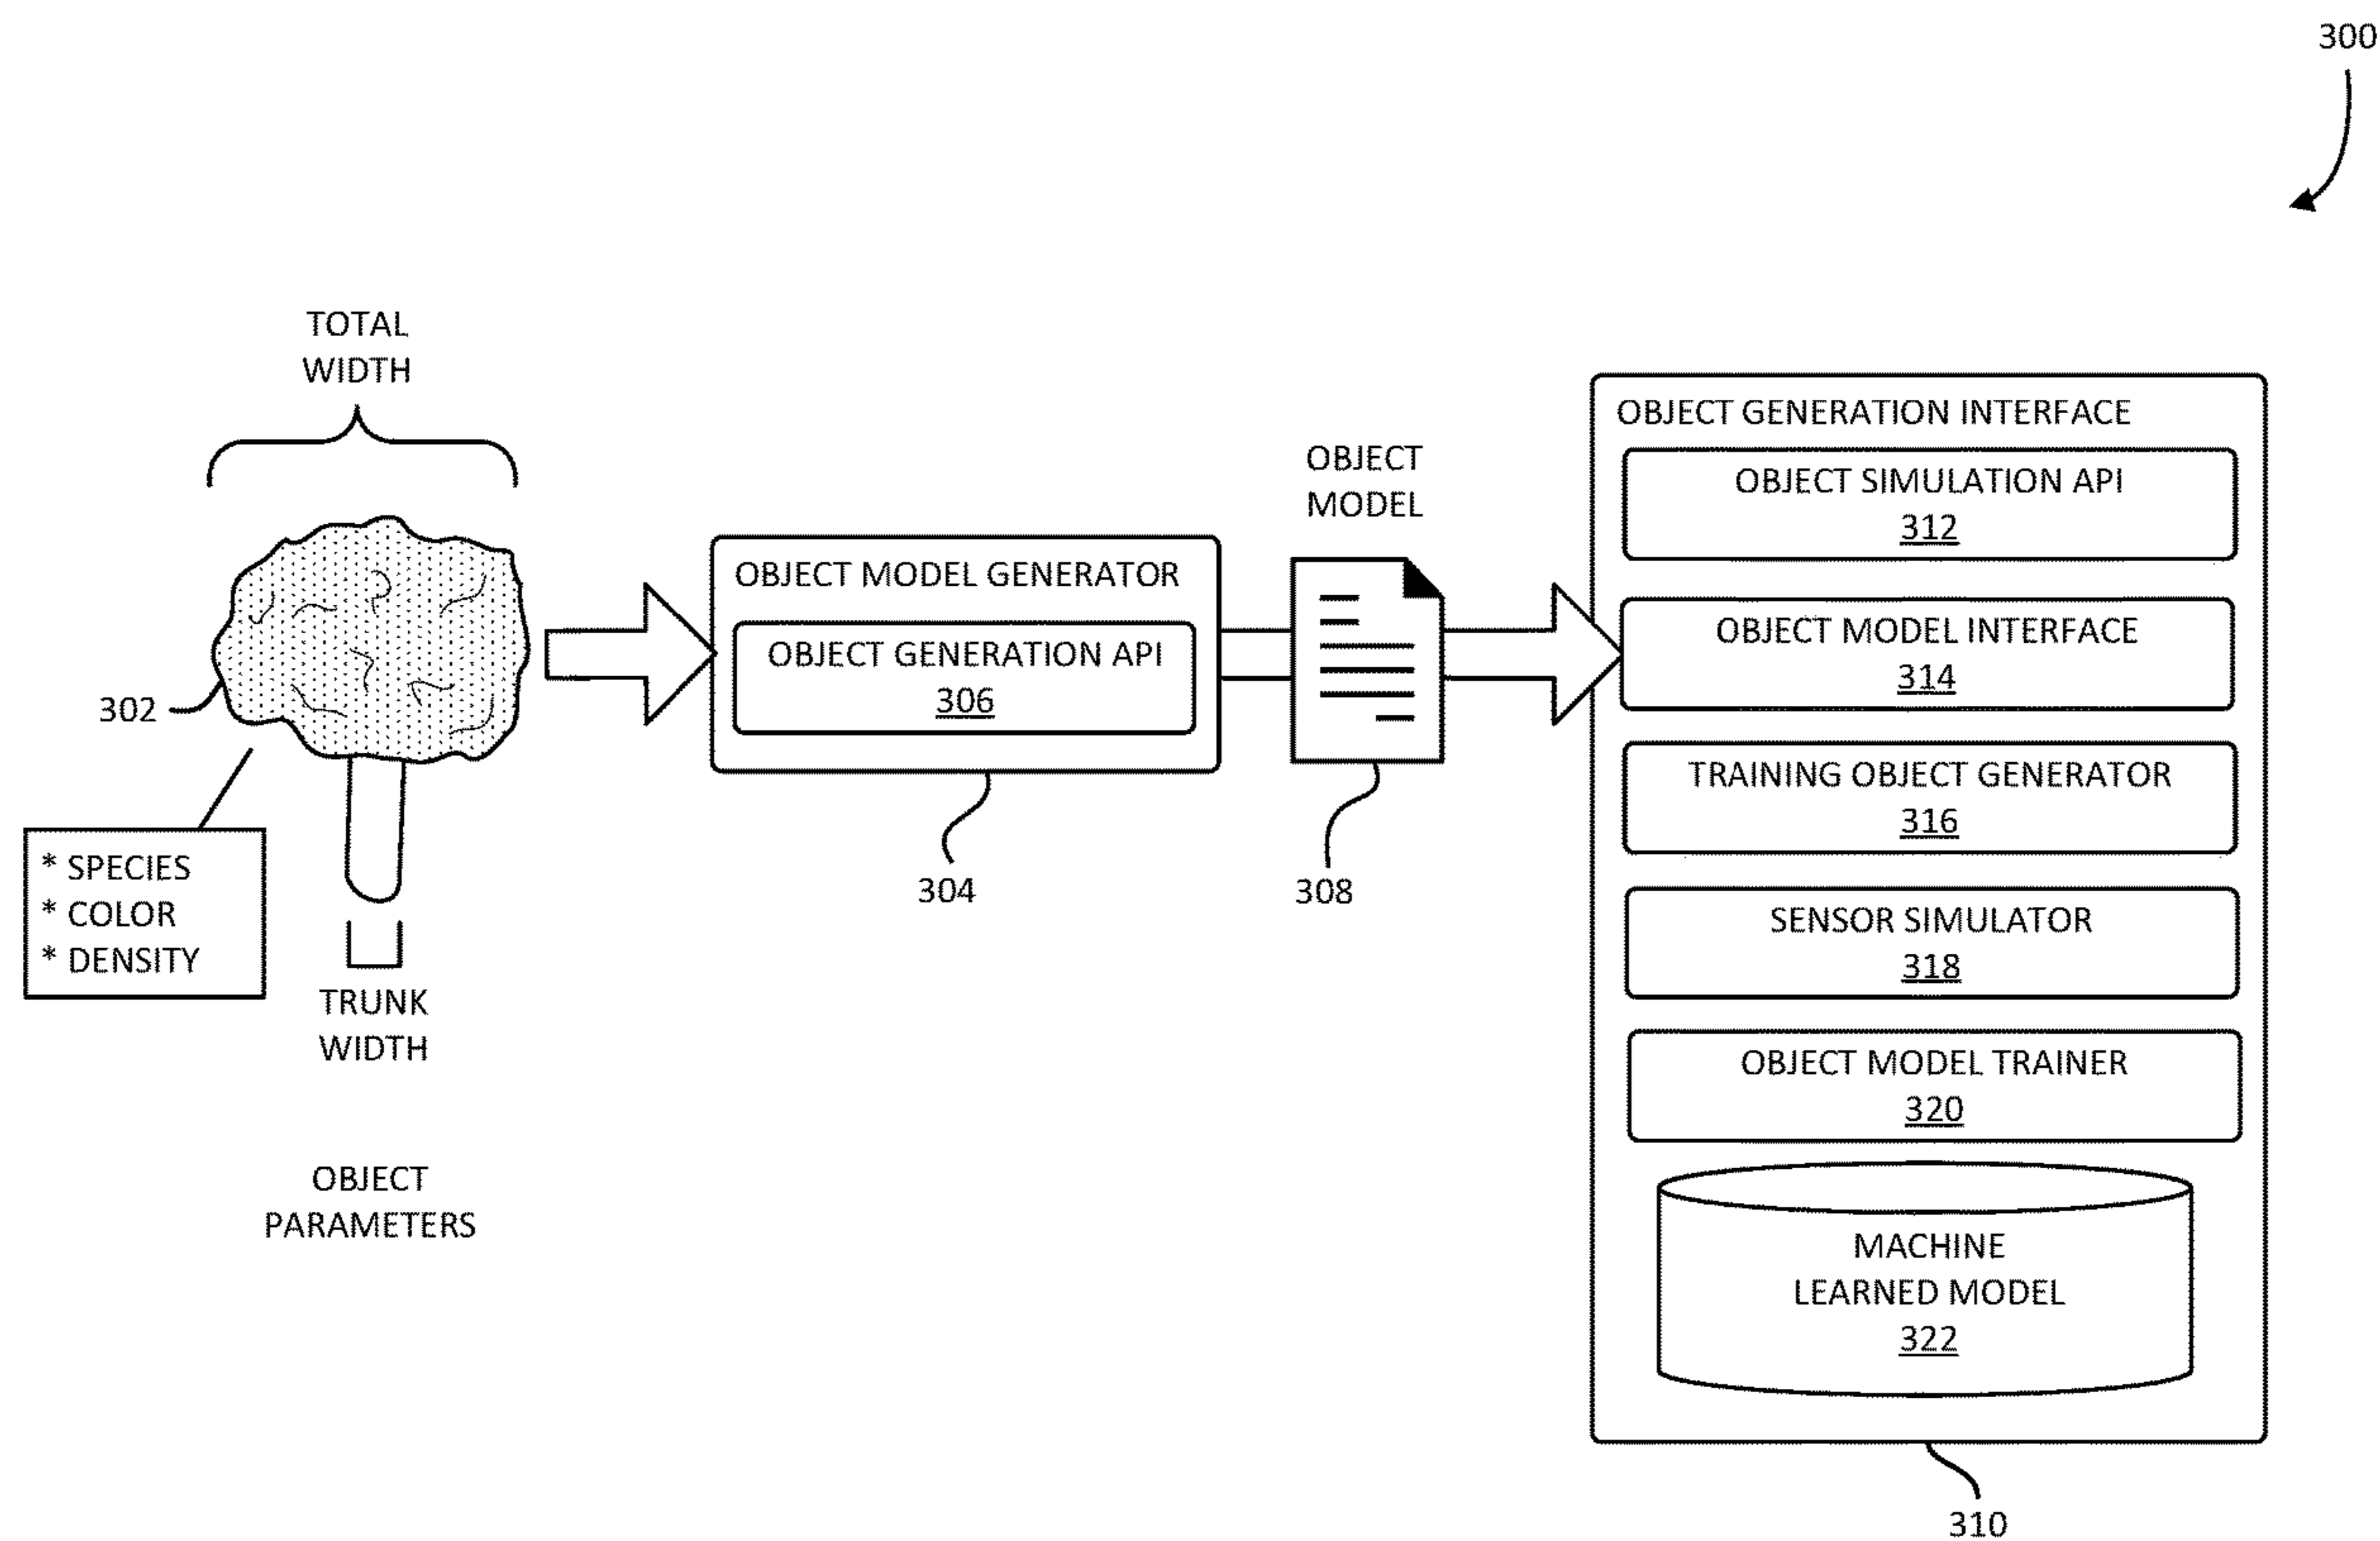 300
TOTAL
WIDTH
302
* SPECIES
* COLOR
* DENSITY
TRUNK
WIDTH
OBJECT
PARAMETERS
OBJECT MODEL GENERATOR
OBJECT GENERATION API
306
304
OBJECT
MODEL
308
OBJECT GENERATION INTERFACE
OBJECT SIMULATION API
312
OBJECT MODEL INTERFACE
314
TRAINING OBJECT GENERATOR
316
SENSOR SIMULATOR
318
OBJECT MODEL TRAINER
320
MACHINE
LEARNED MODEL
322
310